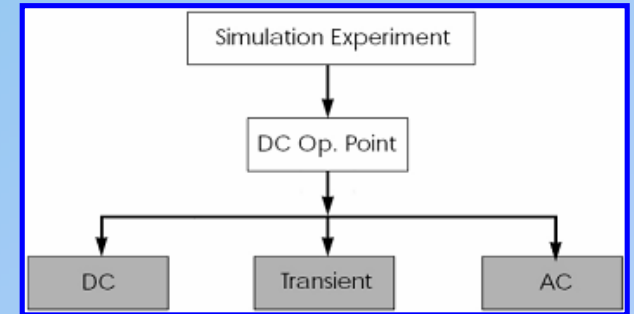 Simulation Experiment
DC Op. Point
DC
Transient
AC